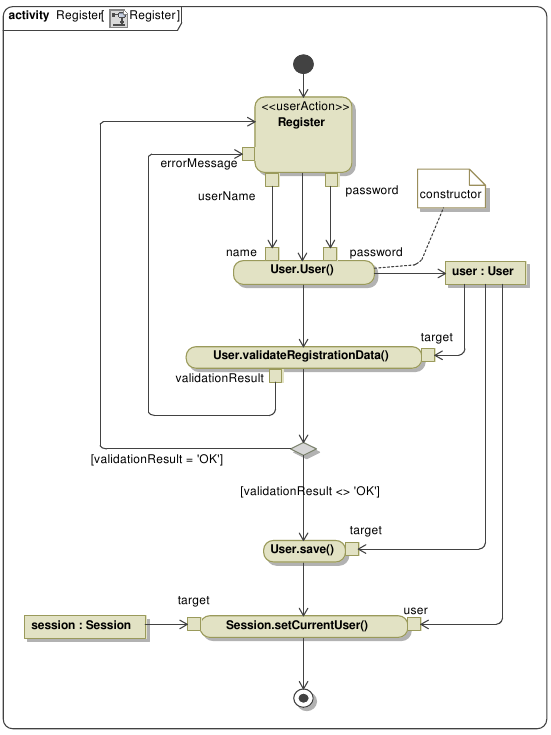 activity Register[ Register]
<<userAction>>
Register
errorMessage
userName
password
constructor
name
password
User.User()
user : User
target
User.validateRegistrationData()
validationResult
[validationResult = 'OK']
[validationResult <> 'OK']
target
User.save()
target
user
session : Session
Session.setCurrentUser()